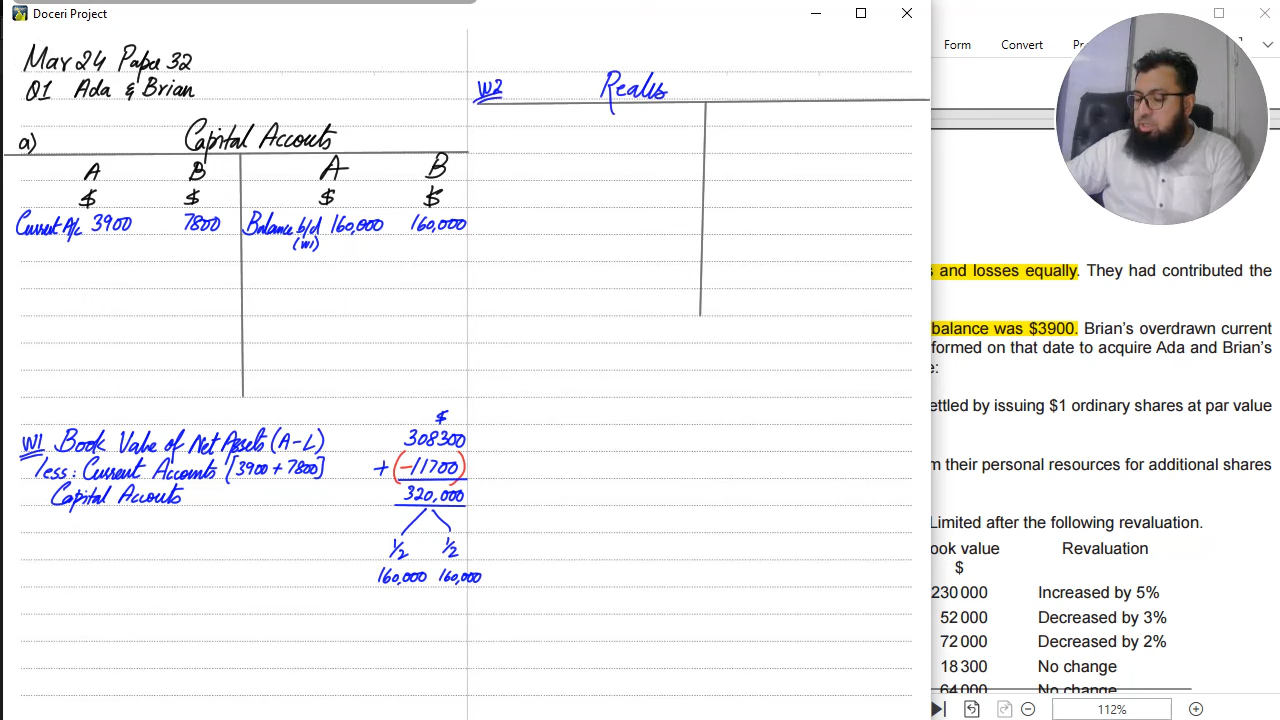 Doceri Project
Mar 24 Paper 32
Q1 Ada & Brian
a) Capital Accouts
A B A B
$ $ $ $
Current A/c 3900 7800 Balance b/d 160,000 160,000
(W1)
$
W1 Book Value of Net Assets (A-L) 308300
less: Current Accounts [3900 + 7800] + (-11700)
Capital Accouts 320,000
1/2 1/2
160,000 160,000
W2 Realis
Form Convert
s and losses equally. They had contributed the
balance was $3900. Brian's overdrawn current
formed on that date to acquire Ada and Brian's
e:
ettled by issuing $1 ordinary shares at par value
m their personal resources for additional shares
Limited after the following revaluation.
ook value Revaluation
$
230 000 Increased by 5%
52 000 Decreased by 3%
72 000 Decreased by 2%
18 300 No change
64 000 No change
112%